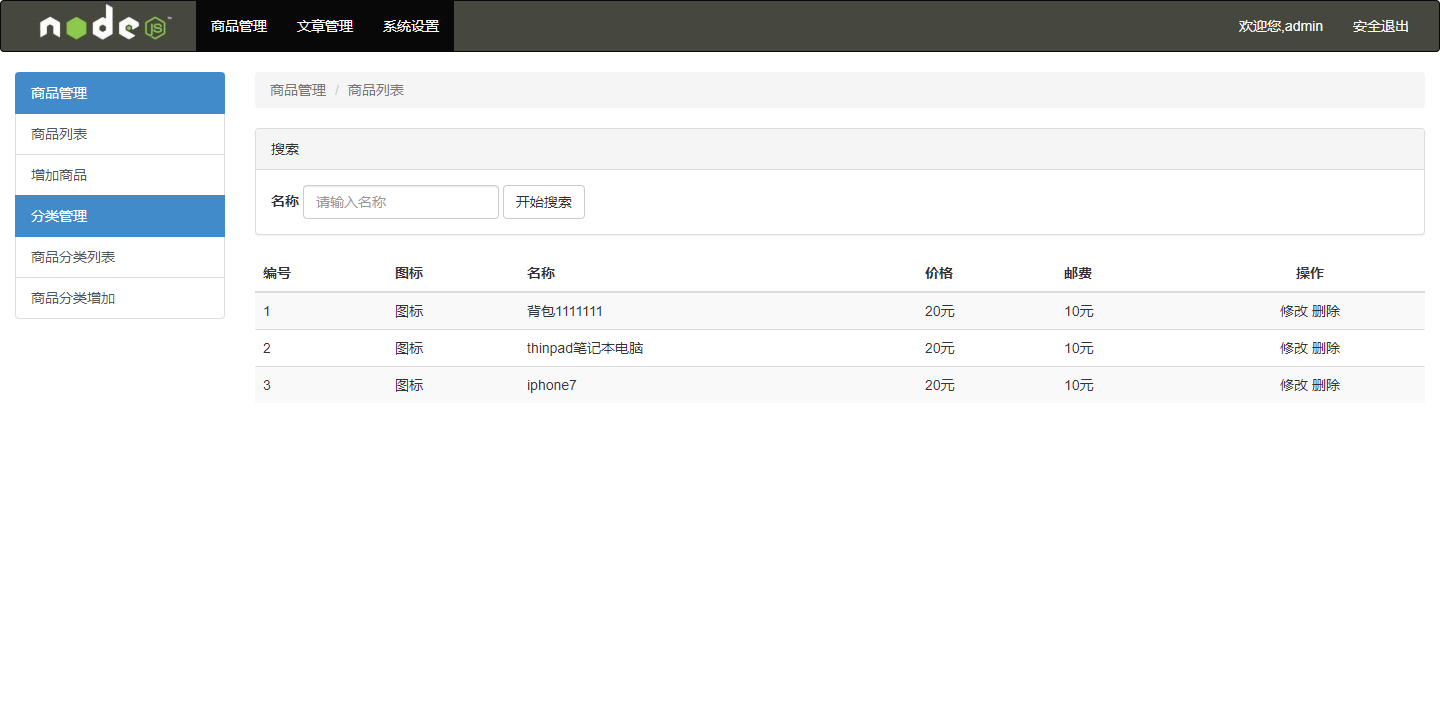 node JS™ 商品管理 文章管理 系统设置 欢迎您,admin 安全退出
商品管理
商品列表
增加商品
分类管理
商品分类列表
商品分类增加
商品管理 / 商品列表
搜索
名称 请输入名称 开始搜索
编号 图标 名称 价格 邮费 操作
1 图标 背包1111111 20元 10元 修改 删除
2 图标 thinpad笔记本电脑 20元 10元 修改 删除
3 图标 iphone7 20元 10元 修改 删除